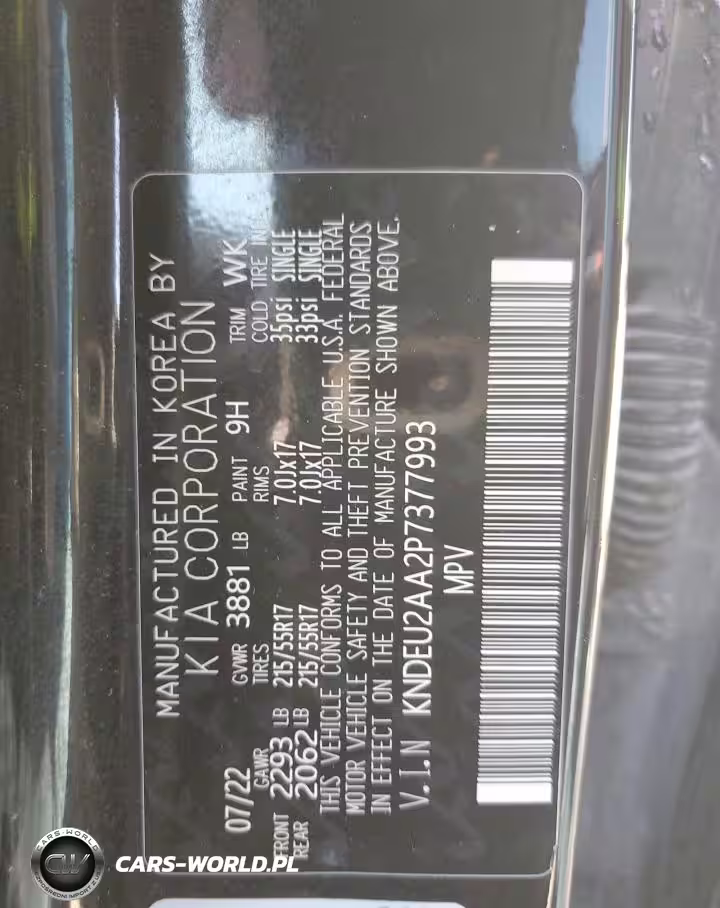 MANUFACTURED IN KOREA BY
KIA CORPORATION
07/22 GVWR 3881 LB PAINT 9H TRIM WK
GAWR TIRES RIMS COLD TIRE
FRONT 2293 LB 215/55R17 7.0Jx17 35psi SINGLE
REAR 2062 LB 215/55R17 7.0Jx17 33psi SINGLE
THIS VEHICLE CONFORMS TO ALL APPLICABLE U.S.A. FEDERAL
MOTOR VEHICLE SAFETY AND THEFT PREVENTION STANDARDS
IN EFFECT ON THE DATE OF MANUFACTURE SHOWN ABOVE.
V.I.N KNDEU2AA2P7377993
MPV
CARS-WORLD
CW
CARS-WORLD.PL